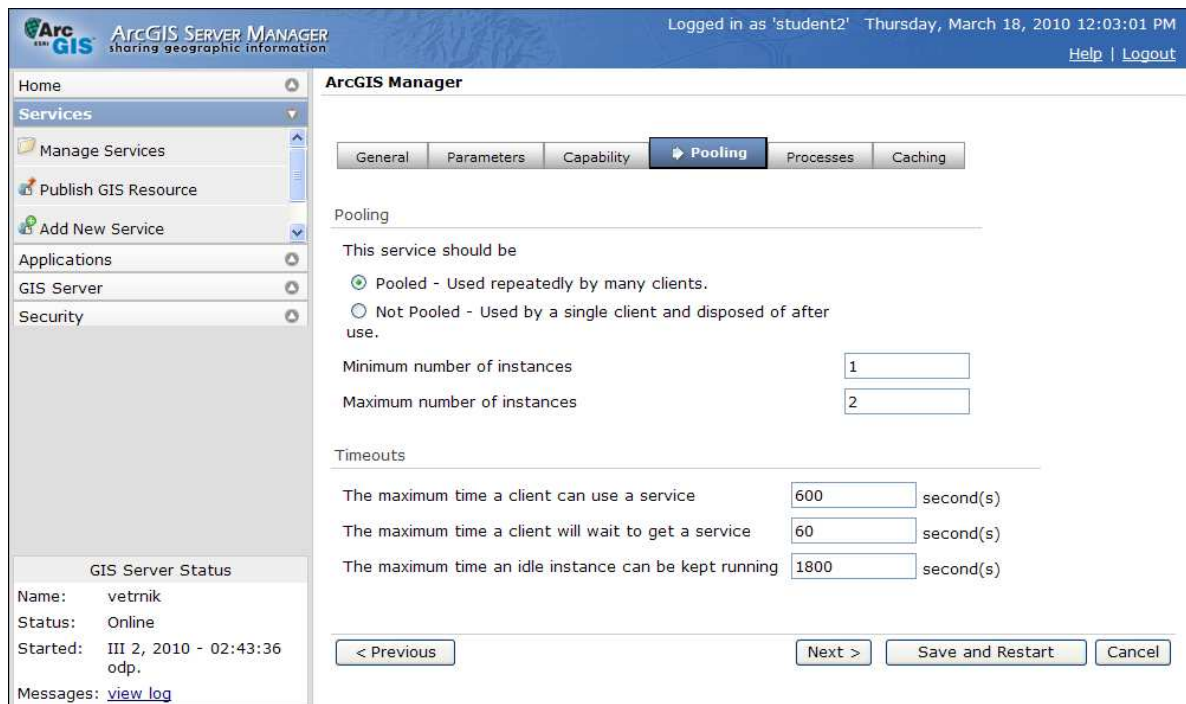 Arc
ESRI GIS
ArcGIS Server Manager
sharing geographic information
Logged in as 'student2' Thursday, March 18, 2010 12:03:01 PM
Help | Logout
Home
Services
Manage Services
Publish GIS Resource
Add New Service
Applications
GIS Server
Security
GIS Server Status
Name: vetrnik
Status: Online
Started: III 2, 2010 - 02:43:36
odp.
Messages: view log
ArcGIS Manager
General Parameters Capability Pooling Processes Caching
Pooling
This service should be
Pooled - Used repeatedly by many clients.
Not Pooled - Used by a single client and disposed of after
use.
Minimum number of instances 1
Maximum number of instances 2
Timeouts
The maximum time a client can use a service 600 second(s)
The maximum time a client will wait to get a service 60 second(s)
The maximum time an idle instance can be kept running 1800 second(s)
< Previous Next > Save and Restart Cancel